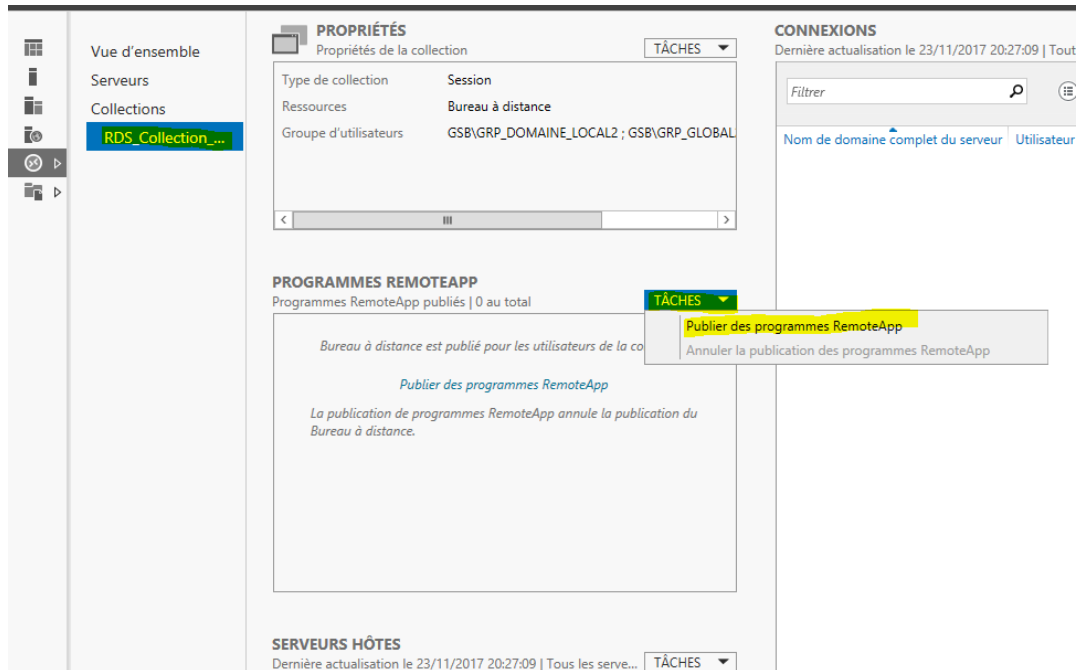 Vue d'ensemble
Serveurs
Collections
RDS_Collection_...
PROPRIÉTÉS
Propriétés de la collection
TÂCHES
Type de collection Session
Ressources Bureau à distance
Groupe d'utilisateurs GSB\GRP_DOMAINE_LOCAL2 ; GSB\GRP_GLOBAL
PROGRAMMES REMOTEAPP
Programmes RemoteApp publiés | 0 au total
TÂCHES
Publier des programmes RemoteApp
Annuler la publication des programmes RemoteApp
Bureau à distance est publié pour les utilisateurs de la co
Publier des programmes RemoteApp
La publication de programmes RemoteApp annule la publication du
Bureau à distance.
SERVEURS HÔTES
Dernière actualisation le 23/11/2017 20:27:09 | Tous les serve...
TÂCHES
CONNEXIONS
Dernière actualisation le 23/11/2017 20:27:09 | Tout
Filtrer
Nom de domaine complet du serveur Utilisateur